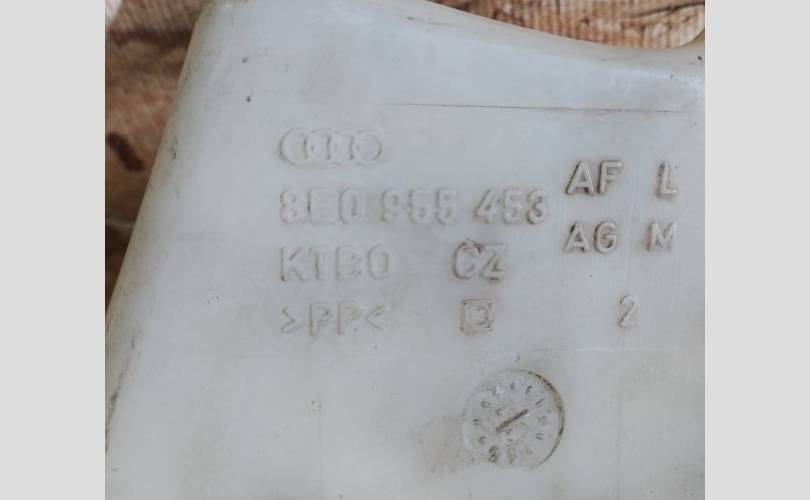 8E0 955 453 AF L
AG M
KTBO CZ
>PP< E 2